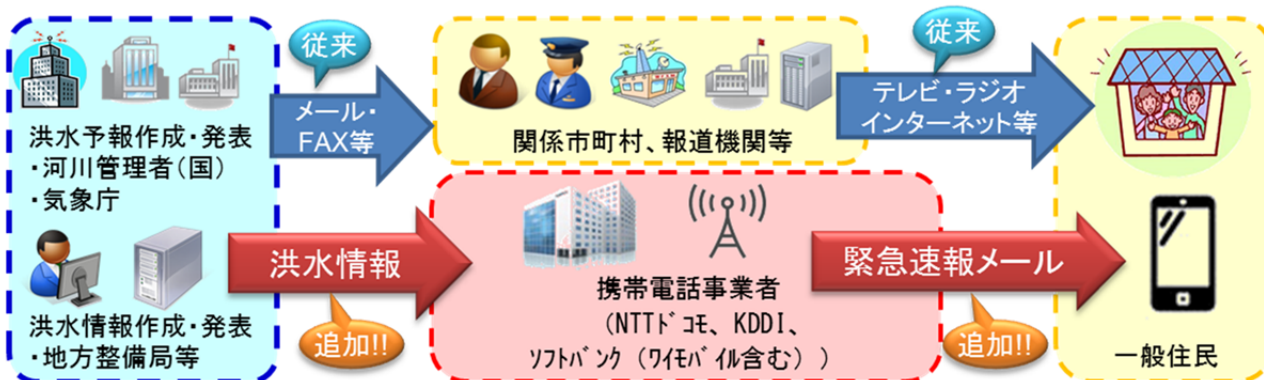 従来
従来
メール・
FAX等
テレビ・ラジオ
インターネット等
洪水予報作成・発表
・河川管理者（国）
・気象庁
関係市町村、報道機関等
洪水情報
緊急速報メール
携帯電話事業者
（NTTﾄﾞｺﾓ、KDDI、
ｿﾌﾄﾊﾞﾝｸ（ﾜｲﾓﾊﾞｲﾙ含む））
洪水情報作成・発表
・地方整備局等
追加!!
追加!!
一般住民